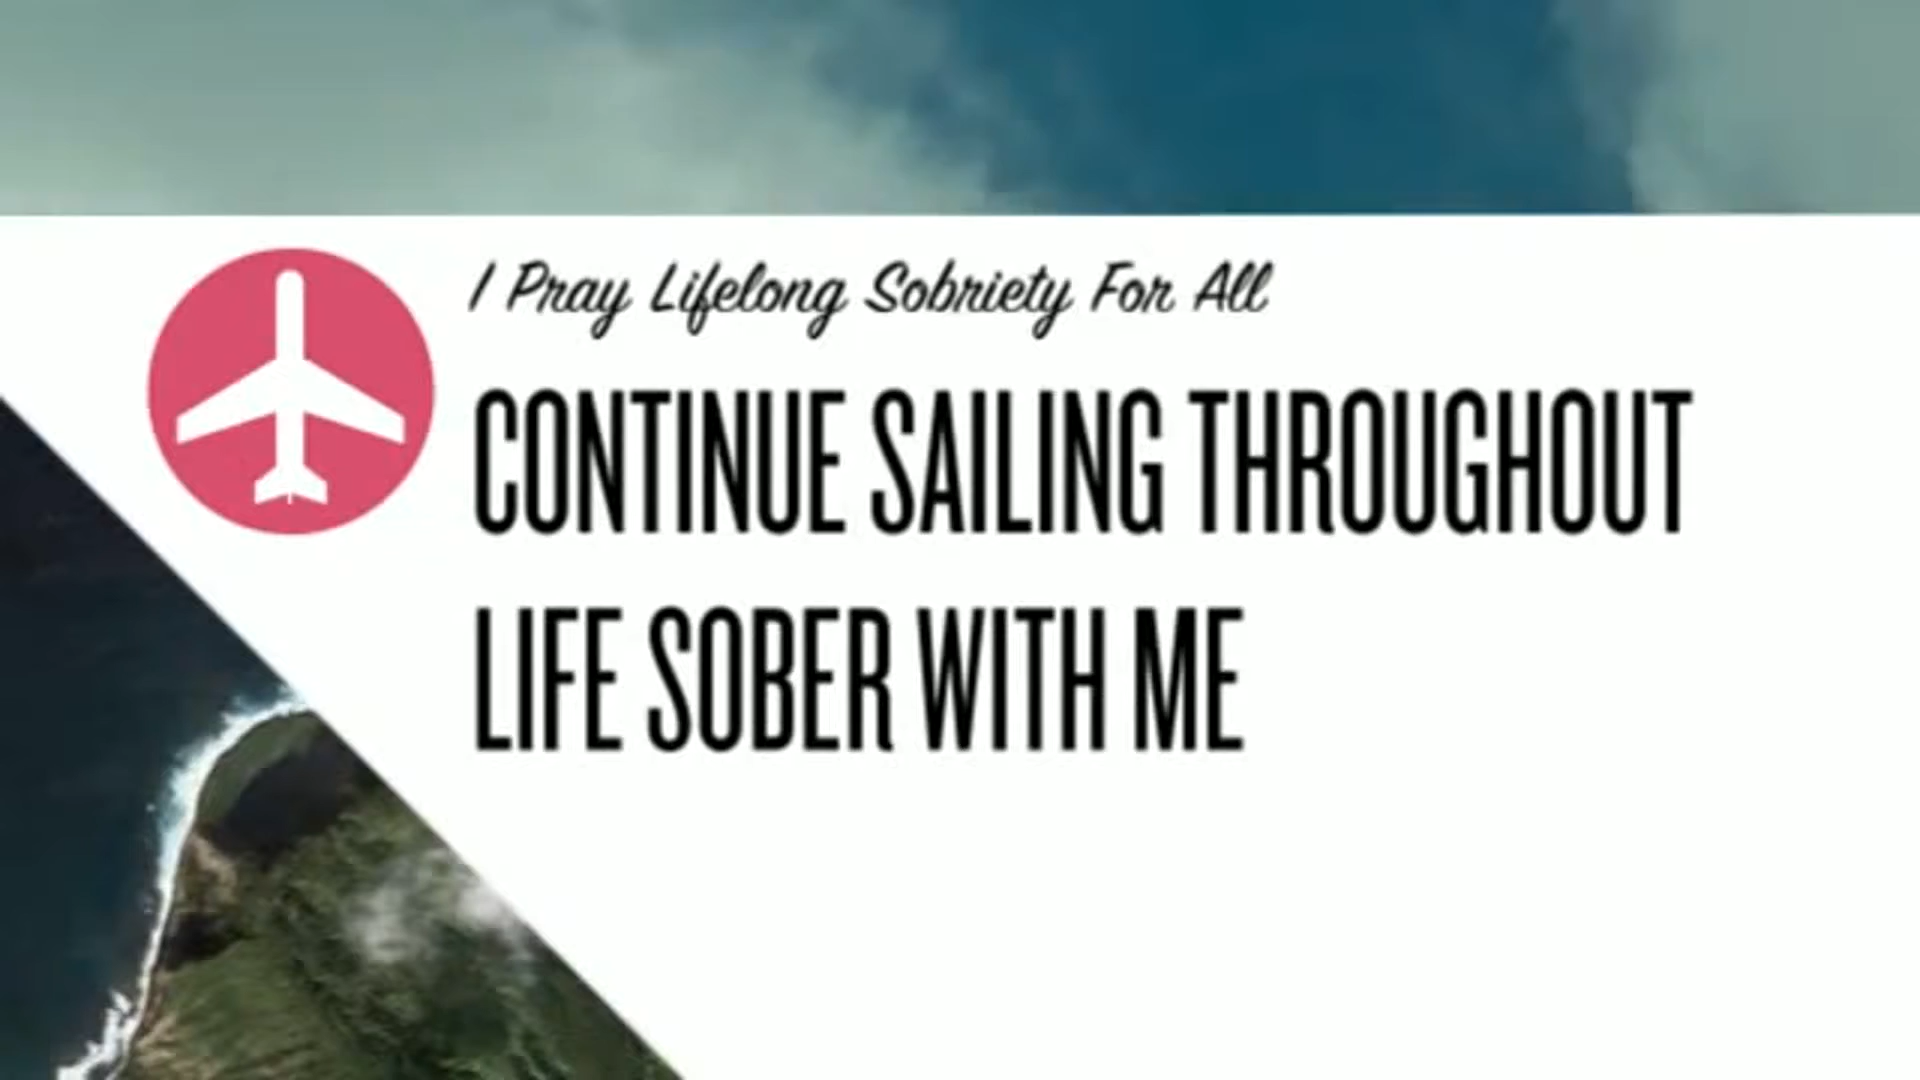 I Pray Lifelong Sobriety For All
CONTINUE SAILING THROUGHOUT
LIFE SOBER WITH ME